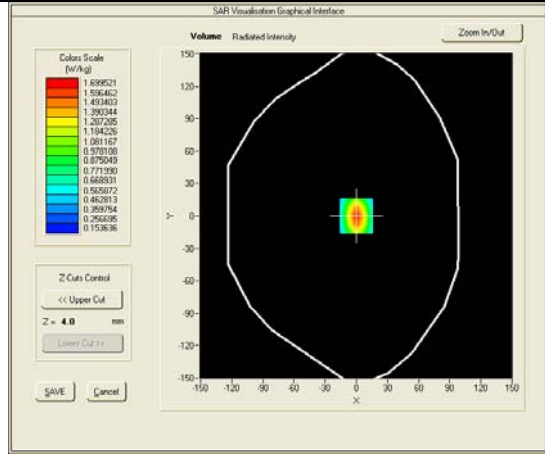 SAR Visualisation Graphical Interface
Volume Radiated Intensity
Zoom In/Out
Colors Scale
(W/kg)
1.699521
1.596462
1.493403
1.390344
1.287285
1.184226
1.081167
0.978108
0.875049
0.771990
0.668931
0.565872
0.462813
0.359754
0.256695
0.153636
Z Cuts Control
<< Upper Cut
Z = 4.0 mm
Lower Cut >>
SAVE Cancel
150
120
90
60
30
0
-30
-60
-90
-120
-150
Y
-150 -120 -90 -60 -30 0 30 60 90 120 150
X